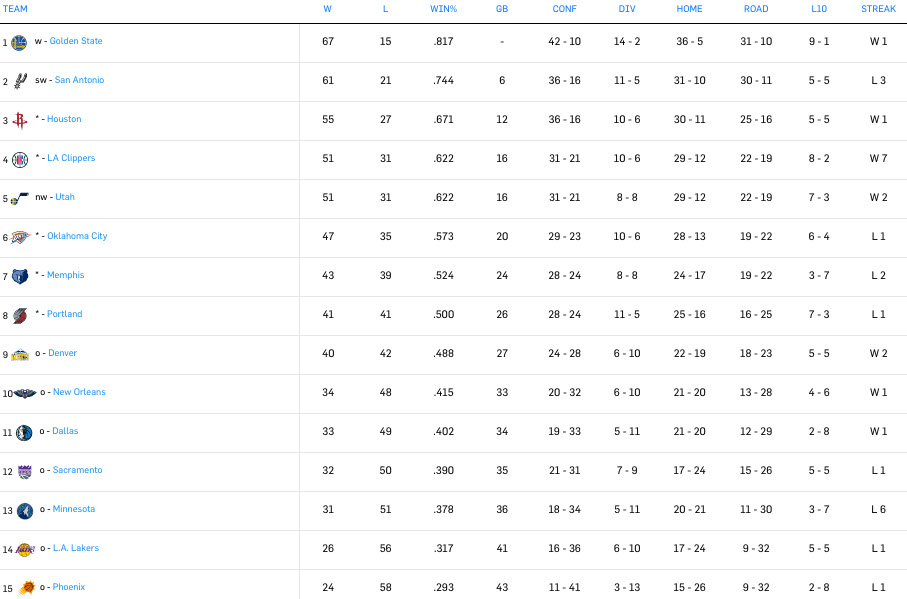 TEAM W L WIN% GB CONF DIV HOME ROAD L10 STREAK
1 w - Golden State 67 15 .817 - 42 - 10 14 - 2 36 - 5 31 - 10 9 - 1 W 1
2 sw - San Antonio 61 21 .744 6 36 - 16 11 - 5 31 - 10 30 - 11 5 - 5 L 3
3 * - Houston 55 27 .671 12 36 - 16 10 - 6 30 - 11 25 - 16 5 - 5 W 1
4 * - LA Clippers 51 31 .622 16 31 - 21 10 - 6 29 - 12 22 - 19 8 - 2 W 7
5 nw - Utah 51 31 .622 16 31 - 21 8 - 8 29 - 12 22 - 19 7 - 3 W 2
6 * - Oklahoma City 47 35 .573 20 29 - 23 10 - 6 28 - 13 19 - 22 6 - 4 L 1
7 * - Memphis 43 39 .524 24 28 - 24 8 - 8 24 - 17 19 - 22 3 - 7 L 2
8 * - Portland 41 41 .500 26 28 - 24 11 - 5 25 - 16 16 - 25 7 - 3 L 1
9 o - Denver 40 42 .488 27 24 - 28 6 - 10 22 - 19 18 - 23 5 - 5 W 2
10 o - New Orleans 34 48 .415 33 20 - 32 6 - 10 21 - 20 13 - 28 4 - 6 W 1
11 o - Dallas 33 49 .402 34 19 - 33 5 - 11 21 - 20 12 - 29 2 - 8 W 1
12 o - Sacramento 32 50 .390 35 21 - 31 7 - 9 17 - 24 15 - 26 5 - 5 L 1
13 o - Minnesota 31 51 .378 36 18 - 34 5 - 11 20 - 21 11 - 30 3 - 7 L 6
14 o - L.A. Lakers 26 56 .317 41 16 - 36 6 - 10 17 - 24 9 - 32 5 - 5 L 1
15 o - Phoenix 24 58 .293 43 11 - 41 3 - 13 15 - 26 9 - 32 2 - 8 L 1